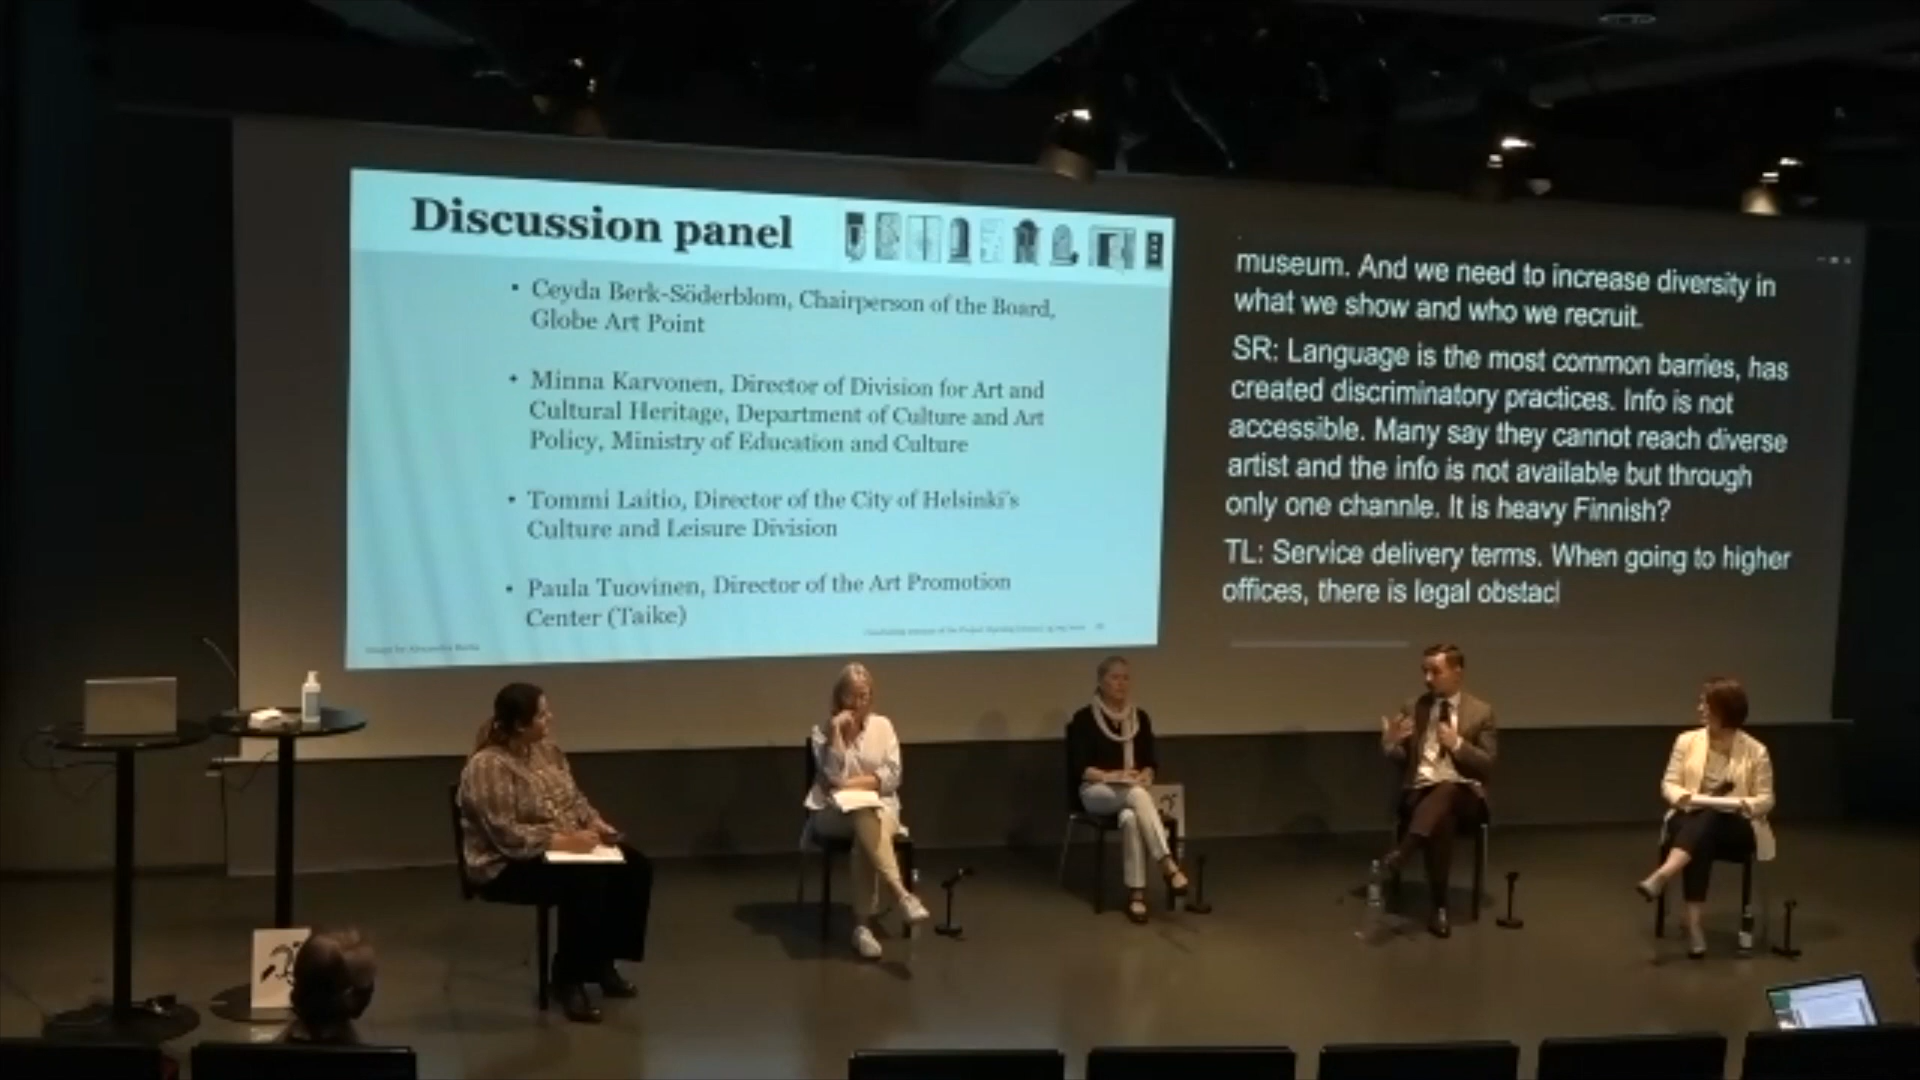 Discussion panel
• Ceyda Berk-Söderblom, Chairperson of the Board,
Globe Art Point
• Minna Karvonen, Director of Division for Art and
Cultural Heritage, Department of Culture and Art
Policy, Ministry of Education and Culture
• Tommi Laitio, Director of the City of Helsinki's
Culture and Leisure Division
• Paula Tuovinen, Director of the Art Promotion
Center (Taike)
museum. And we need to increase diversity in
what we show and who we recruit.
SR: Language is the most common barries, has
created discriminatory practices. Info is not
accessible. Many say they cannot reach diverse
artist and the info is not available but through
only one channle. It is heavy Finnish?
TL: Service delivery terms. When going to higher
offices, there is legal obstacl